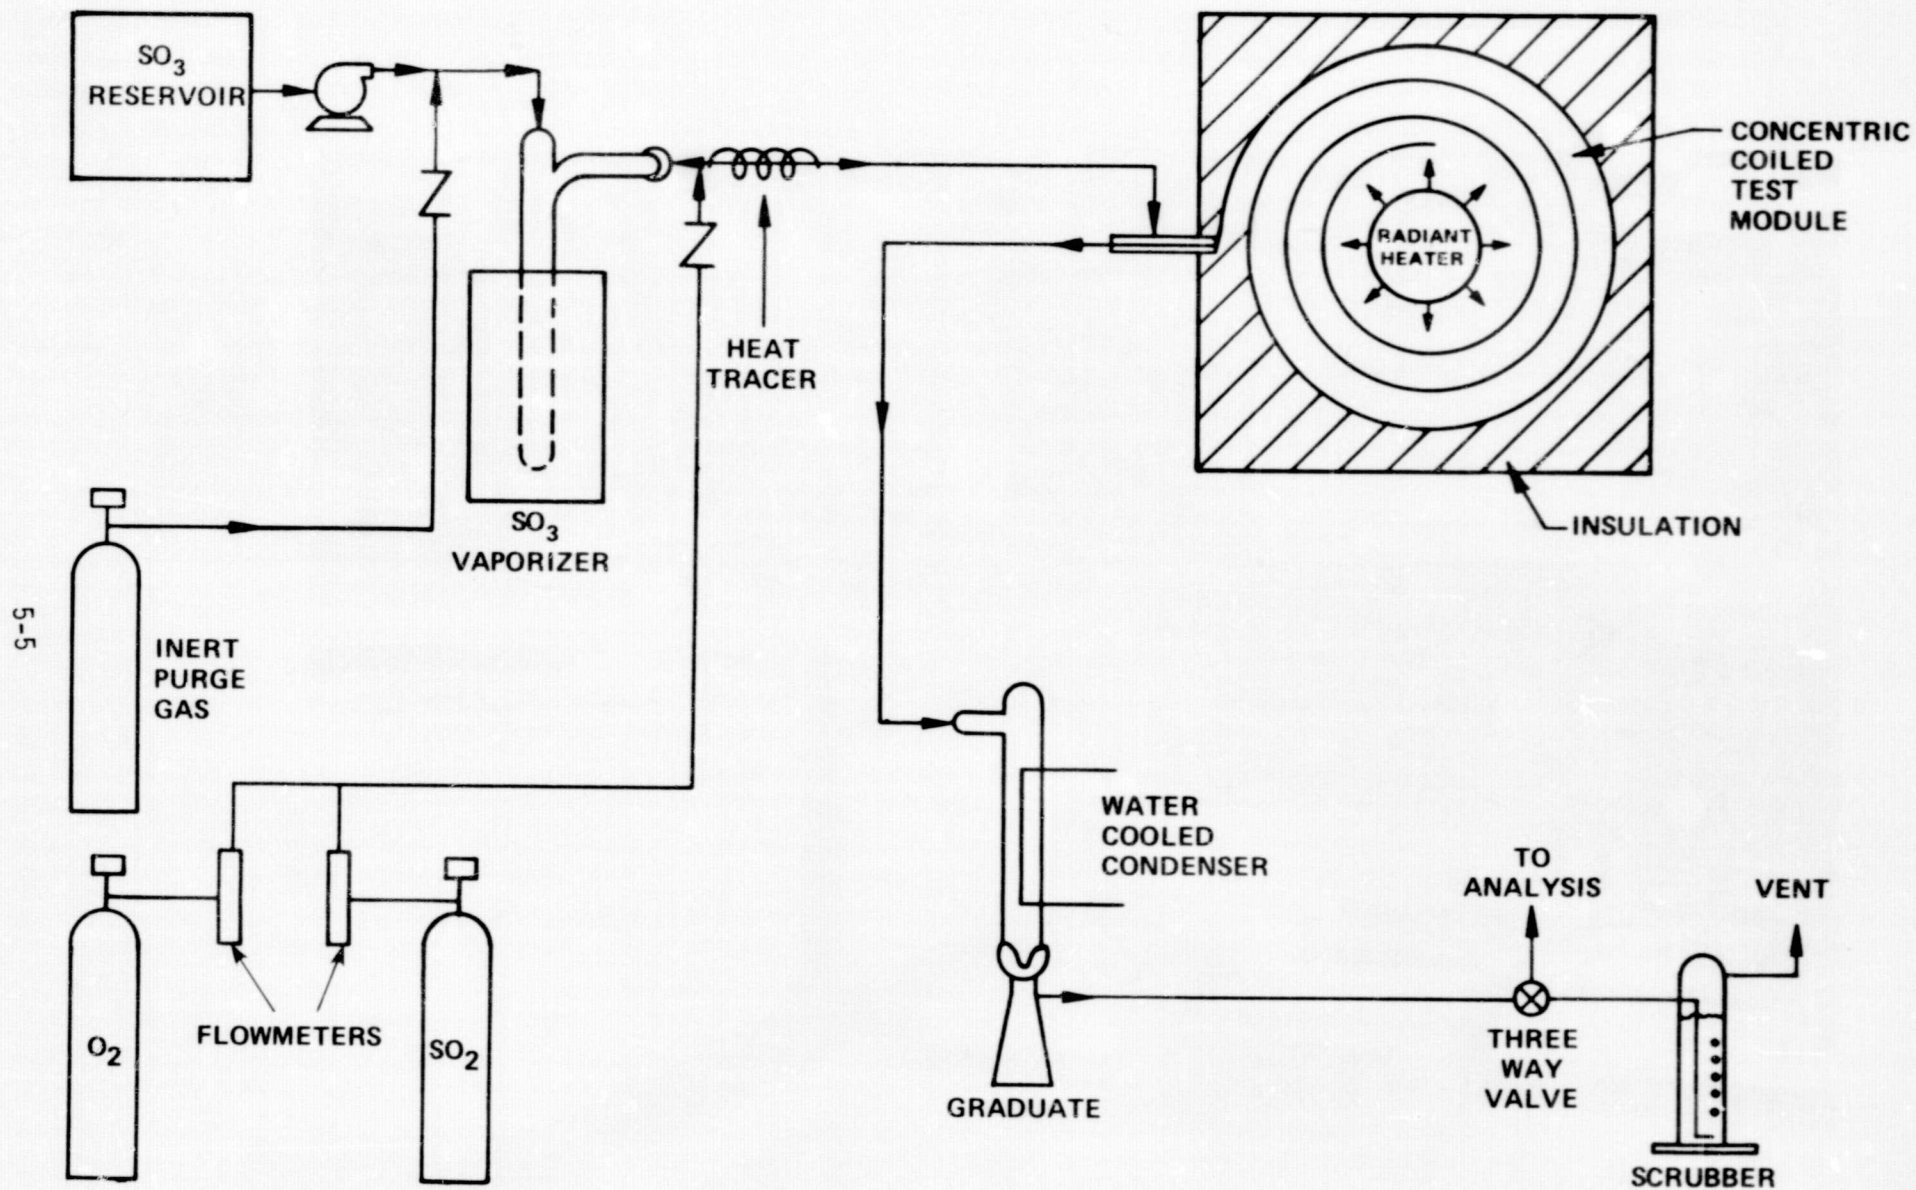 SO3
RESERVOIR
CONCENTRIC
COILED
TEST
MODULE
RADIANT
HEATER
HEAT
TRACER
SO3
VAPORIZER
INSULATION
5-5
INERT
PURGE
GAS
WATER
COOLED
CONDENSER
TO
ANALYSIS
VENT
O2
FLOWMETERS
SO2
GRADUATE
THREE
WAY
VALVE
SCRUBBER